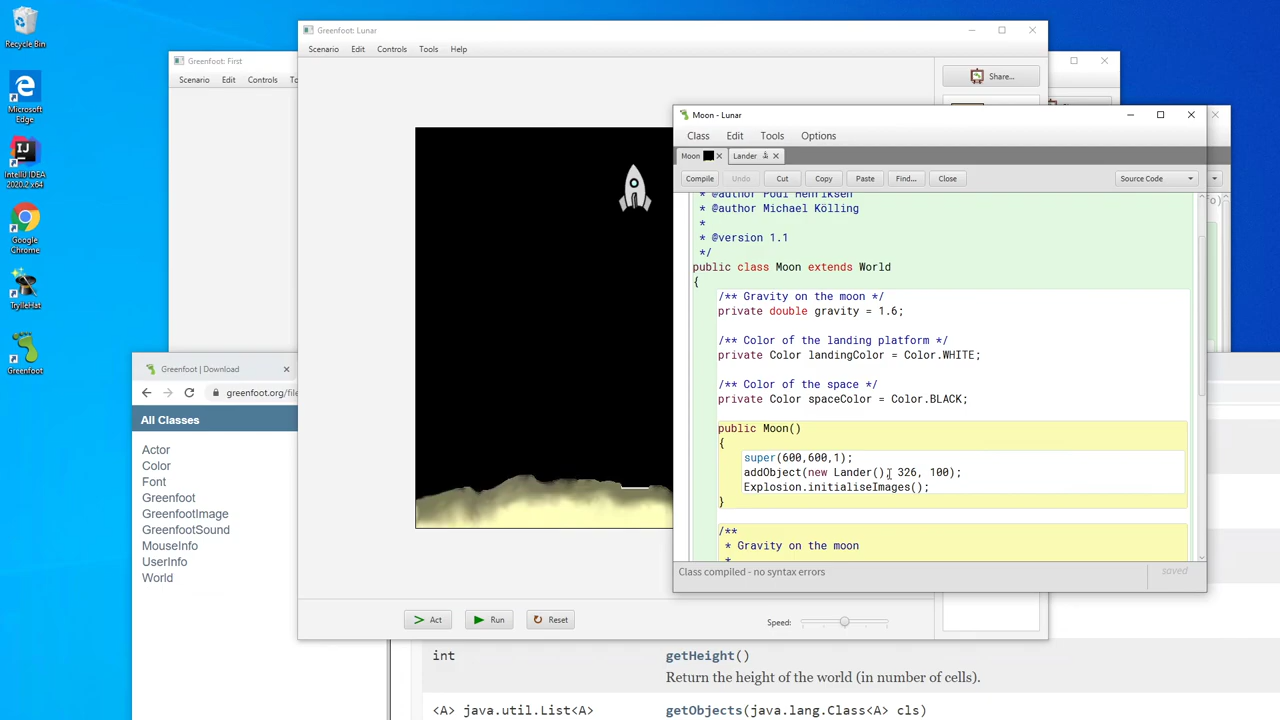 Recycle Bin
Microsoft
Edge
IntelliJ IDEA
2020.2 x64
Google
Chrome
TryileHat
Greenfoot
Greenfoot: First
Scenario Edit Controls
Greenfoot: Lunar
Scenario Edit Controls Tools Help
Share...
Act
Run
Reset
Speed:
Moon - Lunar
Class Edit Tools Options
Moon Lander
Compile Undo Cut Copy Paste Find... Close Source Code
* @author Poul Henriksen
* @author Michael Kölling
*
* @version 1.1
*/
public class Moon extends World
{
/** Gravity on the moon */
private double gravity = 1.6;
/** Color of the landing platform */
private Color landingColor = Color.WHITE;
/** Color of the space */
private Color spaceColor = Color.BLACK;
public Moon()
{
super(600,600,1);
addObject(new Lander(), 326, 100);
Explosion.initialiseImages();
}
/**
* Gravity on the moon
Class compiled - no syntax errors
saved
Greenfoot | Download
greenfoot.org/file
All Classes
Actor
Color
Font
Greenfoot
GreenfootImage
GreenfootSound
MouseInfo
UserInfo
World
int getHeight()
Return the height of the world (in number of cells).
<A> java.util.List<A> getObjects(java.lang.Class<A> cls)